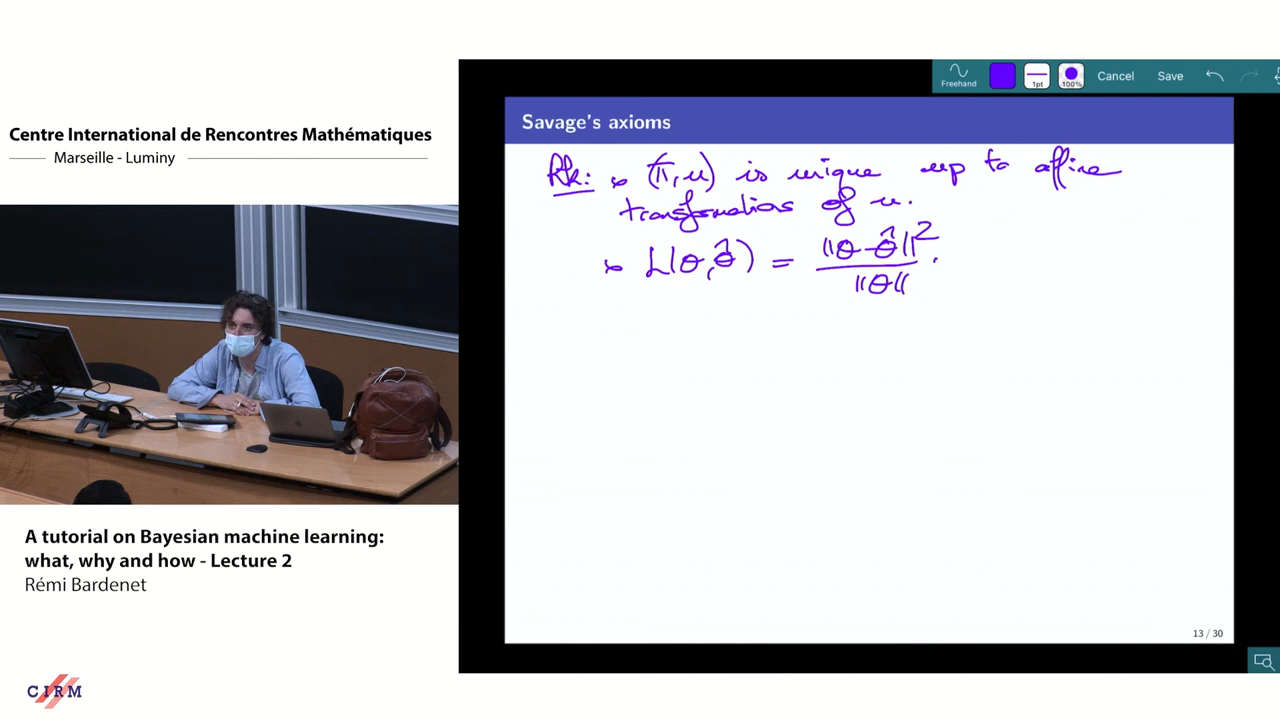 Centre International de Rencontres Mathématiques
Marseille - Luminy
A tutorial on Bayesian machine learning:
what, why and how - Lecture 2
Rémi Bardenet
CIRM
Freehand
1pt
100%
Cancel
Save
Savage's axioms
Rk: (π, u) is unique up to affine
transformations of u.
L(θ, θ̂) = ||θ-θ̂||² / ||θ|| .
13 / 30